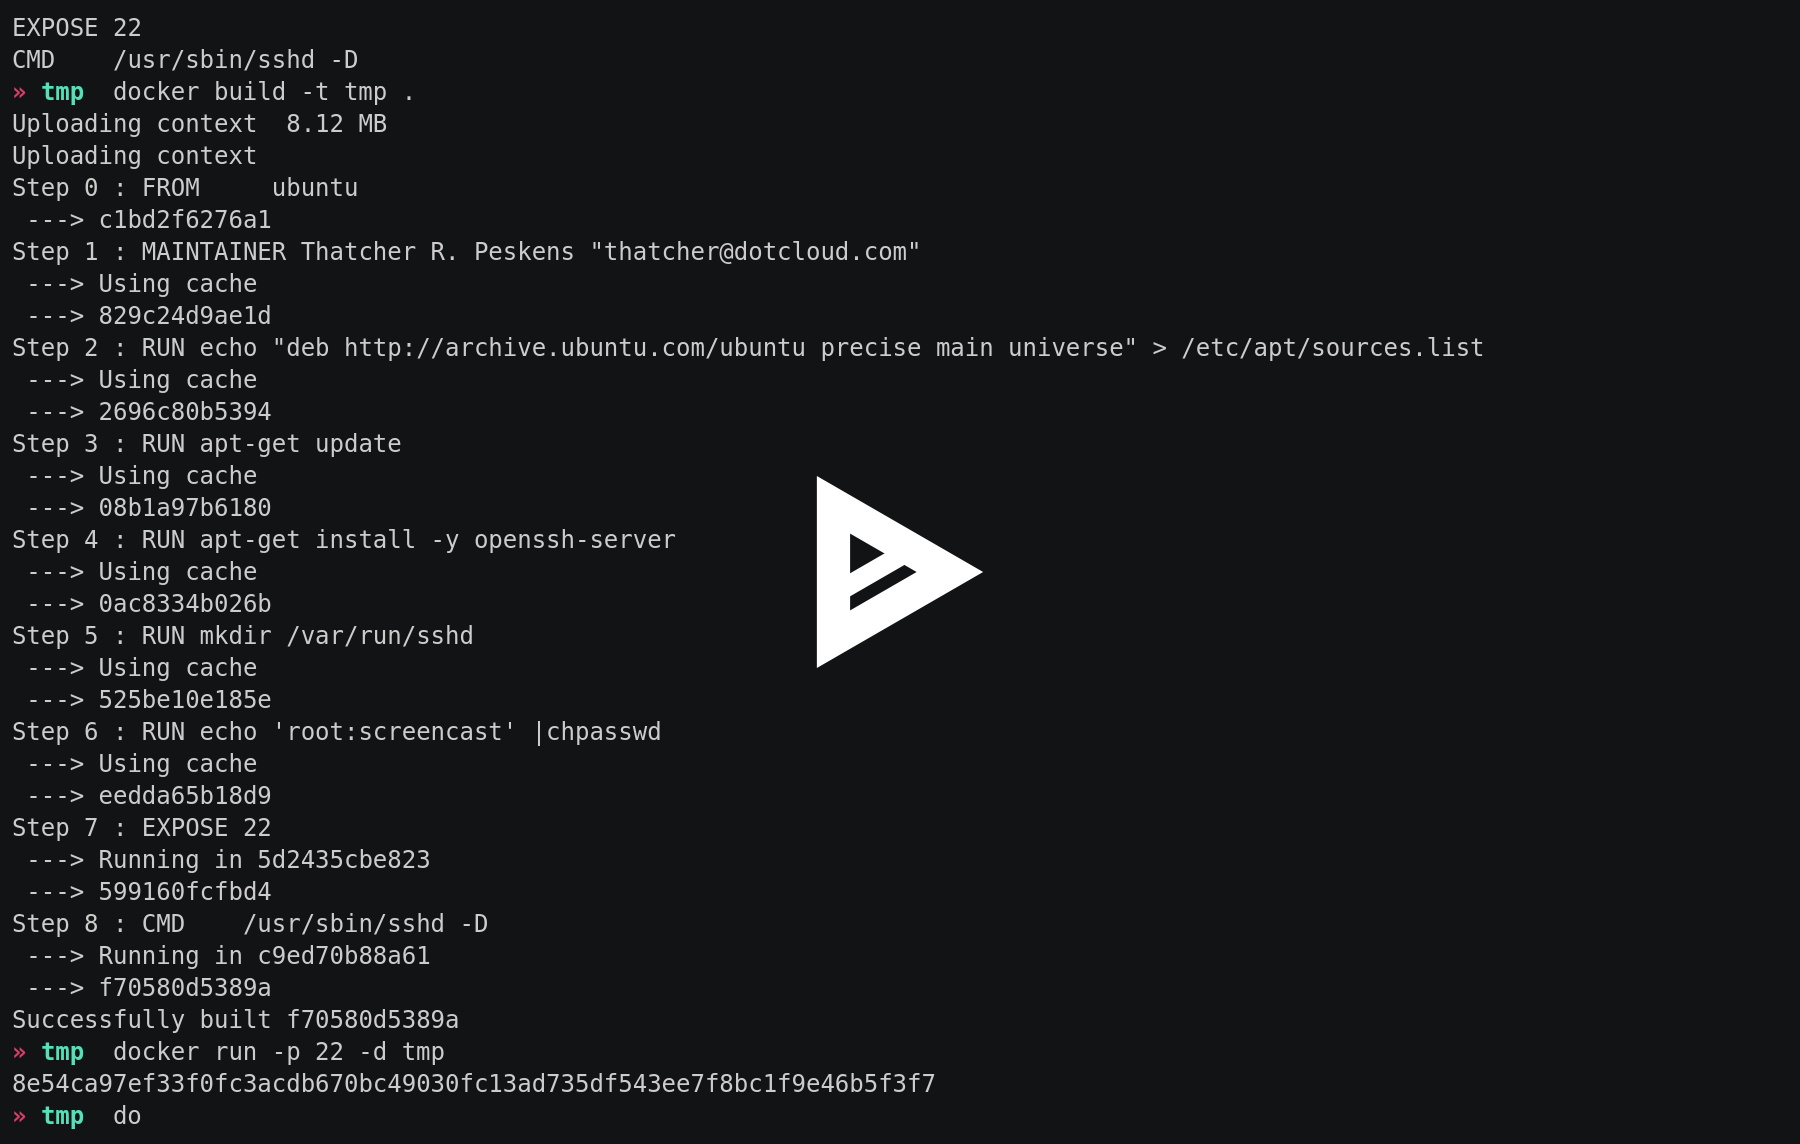 EXPOSE 22
CMD    /usr/sbin/sshd -D
» tmp  docker build -t tmp .
Uploading context  8.12 MB
Uploading context
Step 0 : FROM     ubuntu
 ---> c1bd2f6276a1
Step 1 : MAINTAINER Thatcher R. Peskens "thatcher@dotcloud.com"
 ---> Using cache
 ---> 829c24d9ae1d
Step 2 : RUN echo "deb http://archive.ubuntu.com/ubuntu precise main universe" > /etc/apt/sources.list
 ---> Using cache
 ---> 2696c80b5394
Step 3 : RUN apt-get update
 ---> Using cache
 ---> 08b1a97b6180
Step 4 : RUN apt-get install -y openssh-server
 ---> Using cache
 ---> 0ac8334b026b
Step 5 : RUN mkdir /var/run/sshd
 ---> Using cache
 ---> 525be10e185e
Step 6 : RUN echo 'root:screencast' |chpasswd
 ---> Using cache
 ---> eedda65b18d9
Step 7 : EXPOSE 22
 ---> Running in 5d2435cbe823
 ---> 599160fcfbd4
Step 8 : CMD    /usr/sbin/sshd -D
 ---> Running in c9ed70b88a61
 ---> f70580d5389a
Successfully built f70580d5389a
» tmp  docker run -p 22 -d tmp
8e54ca97ef33f0fc3acdb670bc49030fc13ad735df543ee7f8bc1f9e46b5f3f7
» tmp  do